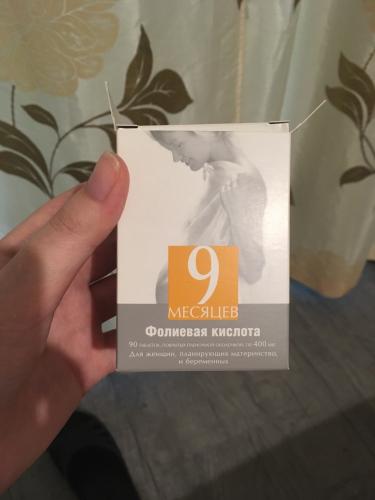 9
МЕСЯЦЕВ
Фолиевая кислота
90 таблеток, покрытых пленочной оболочкой, по 400 мкг
Для женщин, планирующих материнство,
и беременных